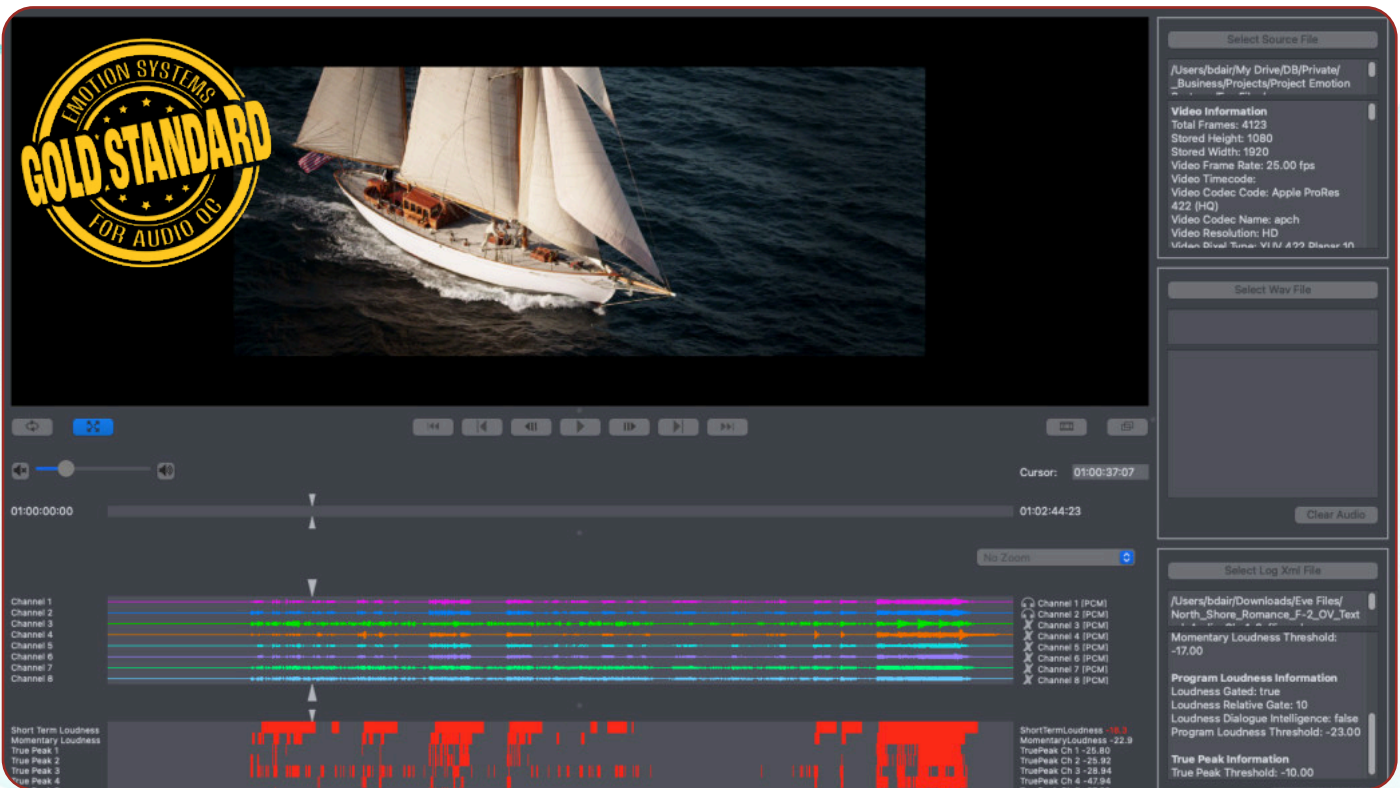 EMOTION SYSTEMS
GOLD STANDARD
FOR AUDIO QC
Select Source File
/Users/bdair/My Drive/DB/Private/
_Business/Projects/Project Emotion
Video Information
Total Frames: 4123
Stored Height: 1080
Stored Width: 1920
Video Frame Rate: 25.00 fps
Video Timecode:
Video Codec Code: Apple ProRes
422 (HQ)
Video Codec Name: apch
Video Resolution: HD
Video Pixel Type: YUV 422 Planar 10
Select Wav File
Clear Audio
Cursor: 01:00:37:07
01:00:00:00
01:02:44:23
No Zoom
Channel 1
Channel 2
Channel 3
Channel 4
Channel 5
Channel 6
Channel 7
Channel 8
Channel 1 [PCM]
Channel 2 [PCM]
Channel 3 [PCM]
Channel 4 [PCM]
Channel 5 [PCM]
Channel 6 [PCM]
Channel 7 [PCM]
Channel 8 [PCM]
Short Term Loudness
Momentary Loudness
True Peak 1
True Peak 2
True Peak 3
True Peak 4
ShortTermLoudness -18.3
MomentaryLoudness -22.9
TruePeak Ch 1 -25.80
TruePeak Ch 2 -25.92
TruePeak Ch 3 -28.94
TruePeak Ch 4 -47.94
Select Log Xml File
/Users/bdair/Downloads/Eve Files/
North_Shore_Romance_F-2_OV_Text
Momentary Loudness Threshold:
-17.00
Program Loudness Information
Loudness Gated: true
Loudness Relative Gate: 10
Loudness Dialogue Intelligence: false
Program Loudness Threshold: -23.00
True Peak Information
True Peak Threshold: -10.00